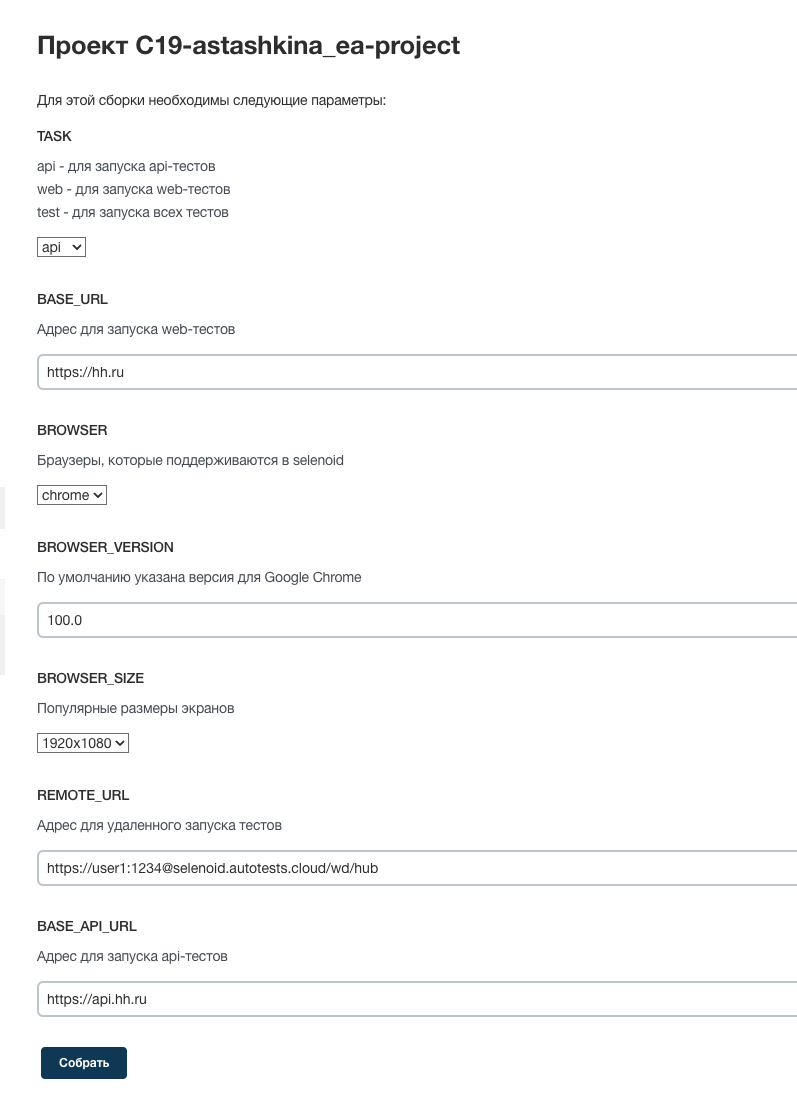 Проект C19-astashkina_ea-project
Для этой сборки необходимы следующие параметры:
TASK
api - для запуска api-тестов
web - для запуска web-тестов
test - для запуска всех тестов
api
BASE_URL
Адрес для запуска web-тестов
https://hh.ru
BROWSER
Браузеры, которые поддерживаются в selenoid
chrome
BROWSER_VERSION
По умолчанию указана версия для Google Chrome
100.0
BROWSER_SIZE
Популярные размеры экранов
1920x1080
REMOTE_URL
Адрес для удаленного запуска тестов
https://user1:1234@selenoid.autotests.cloud/wd/hub
BASE_API_URL
Адрес для запуска api-тестов
https://api.hh.ru
Собрать